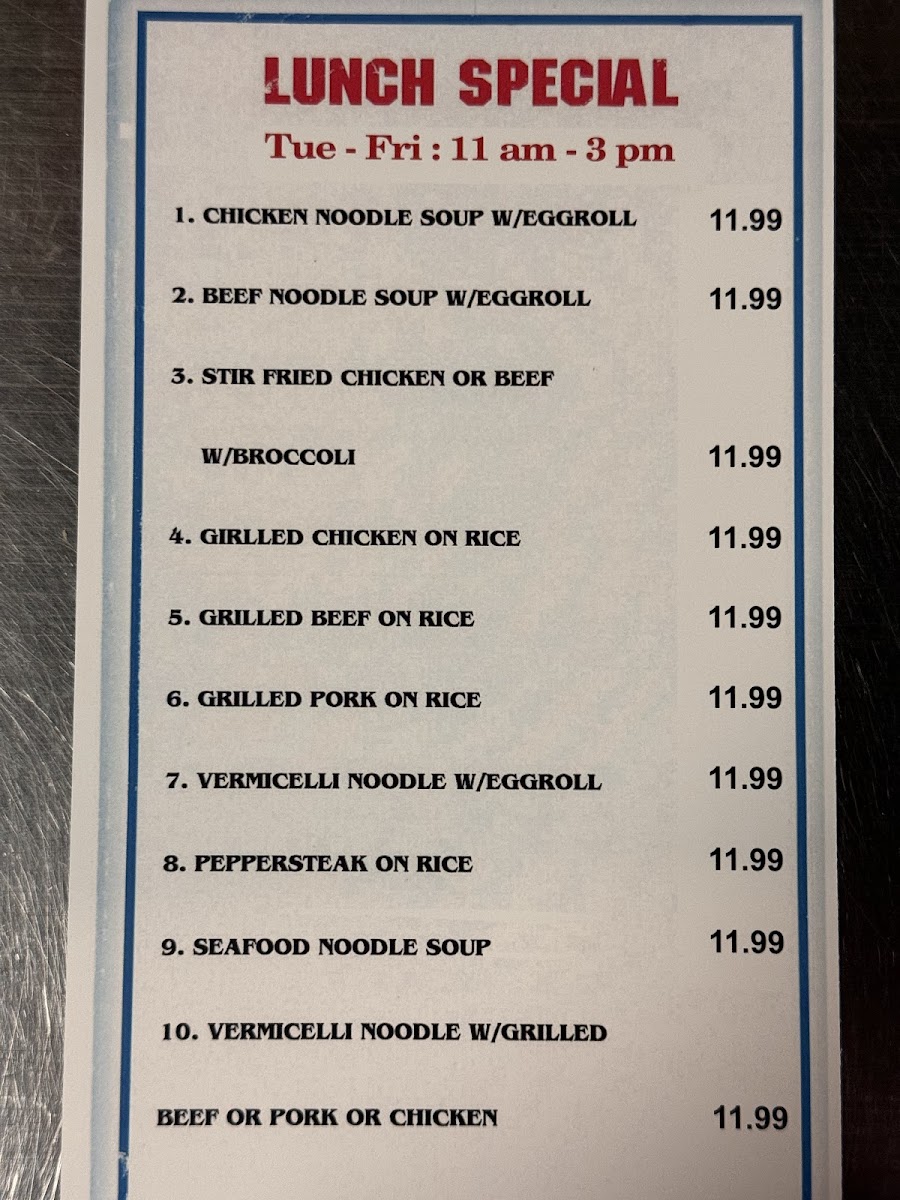 LUNCH SPECIAL
Tue - Fri : 11 am - 3 pm
1. CHICKEN NOODLE SOUP W/EGGROLL 11.99
2. BEEF NOODLE SOUP W/EGGROLL 11.99
3. STIR FRIED CHICKEN OR BEEF
W/BROCCOLI 11.99
4. GIRLLED CHICKEN ON RICE 11.99
5. GRILLED BEEF ON RICE 11.99
6. GRILLED PORK ON RICE 11.99
7. VERMICELLI NOODLE W/EGGROLL 11.99
8. PEPPERSTEAK ON RICE 11.99
9. SEAFOOD NOODLE SOUP 11.99
10. VERMICELLI NOODLE W/GRILLED
BEEF OR PORK OR CHICKEN 11.99